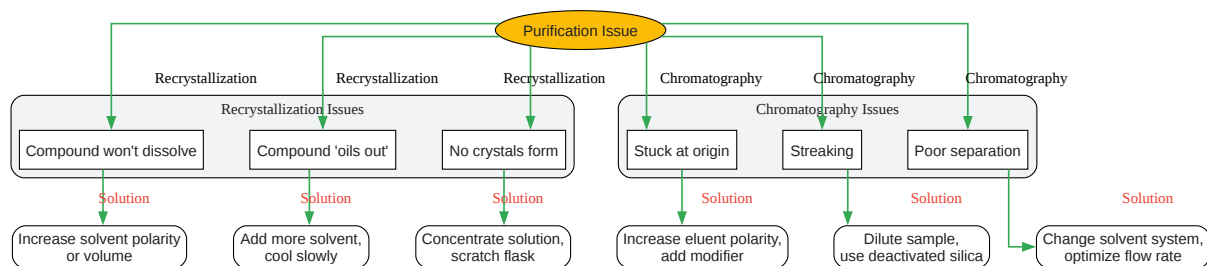 Purification Issue
Recrystallization
Recrystallization
Recrystallization
Chromatography
Chromatography
Chromatography
Recrystallization Issues
Chromatography Issues
Compound won't dissolve
Compound 'oils out'
No crystals form
Stuck at origin
Streaking
Poor separation
Solution
Solution
Solution
Solution
Solution
Solution
Increase solvent polarity
or volume
Add more solvent,
cool slowly
Concentrate solution,
scratch flask
Increase eluent polarity,
add modifier
Dilute sample,
use deactivated silica
Change solvent system,
optimize flow rate